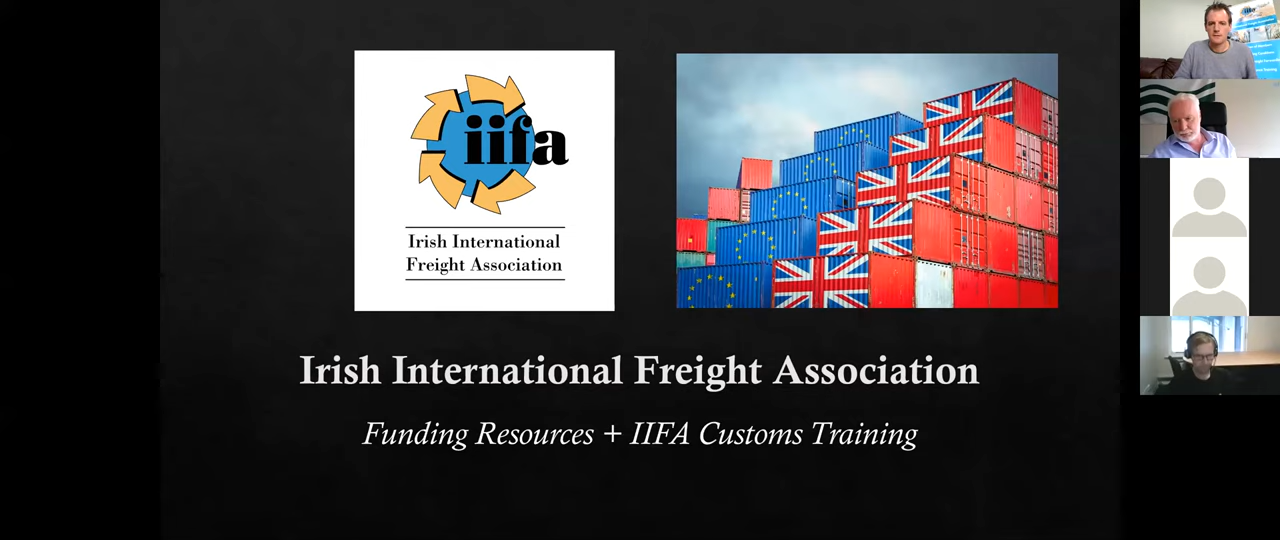 iifa
Irish International
Freight Association
Irish International Freight Association
Funding Resources + IIFA Customs Training